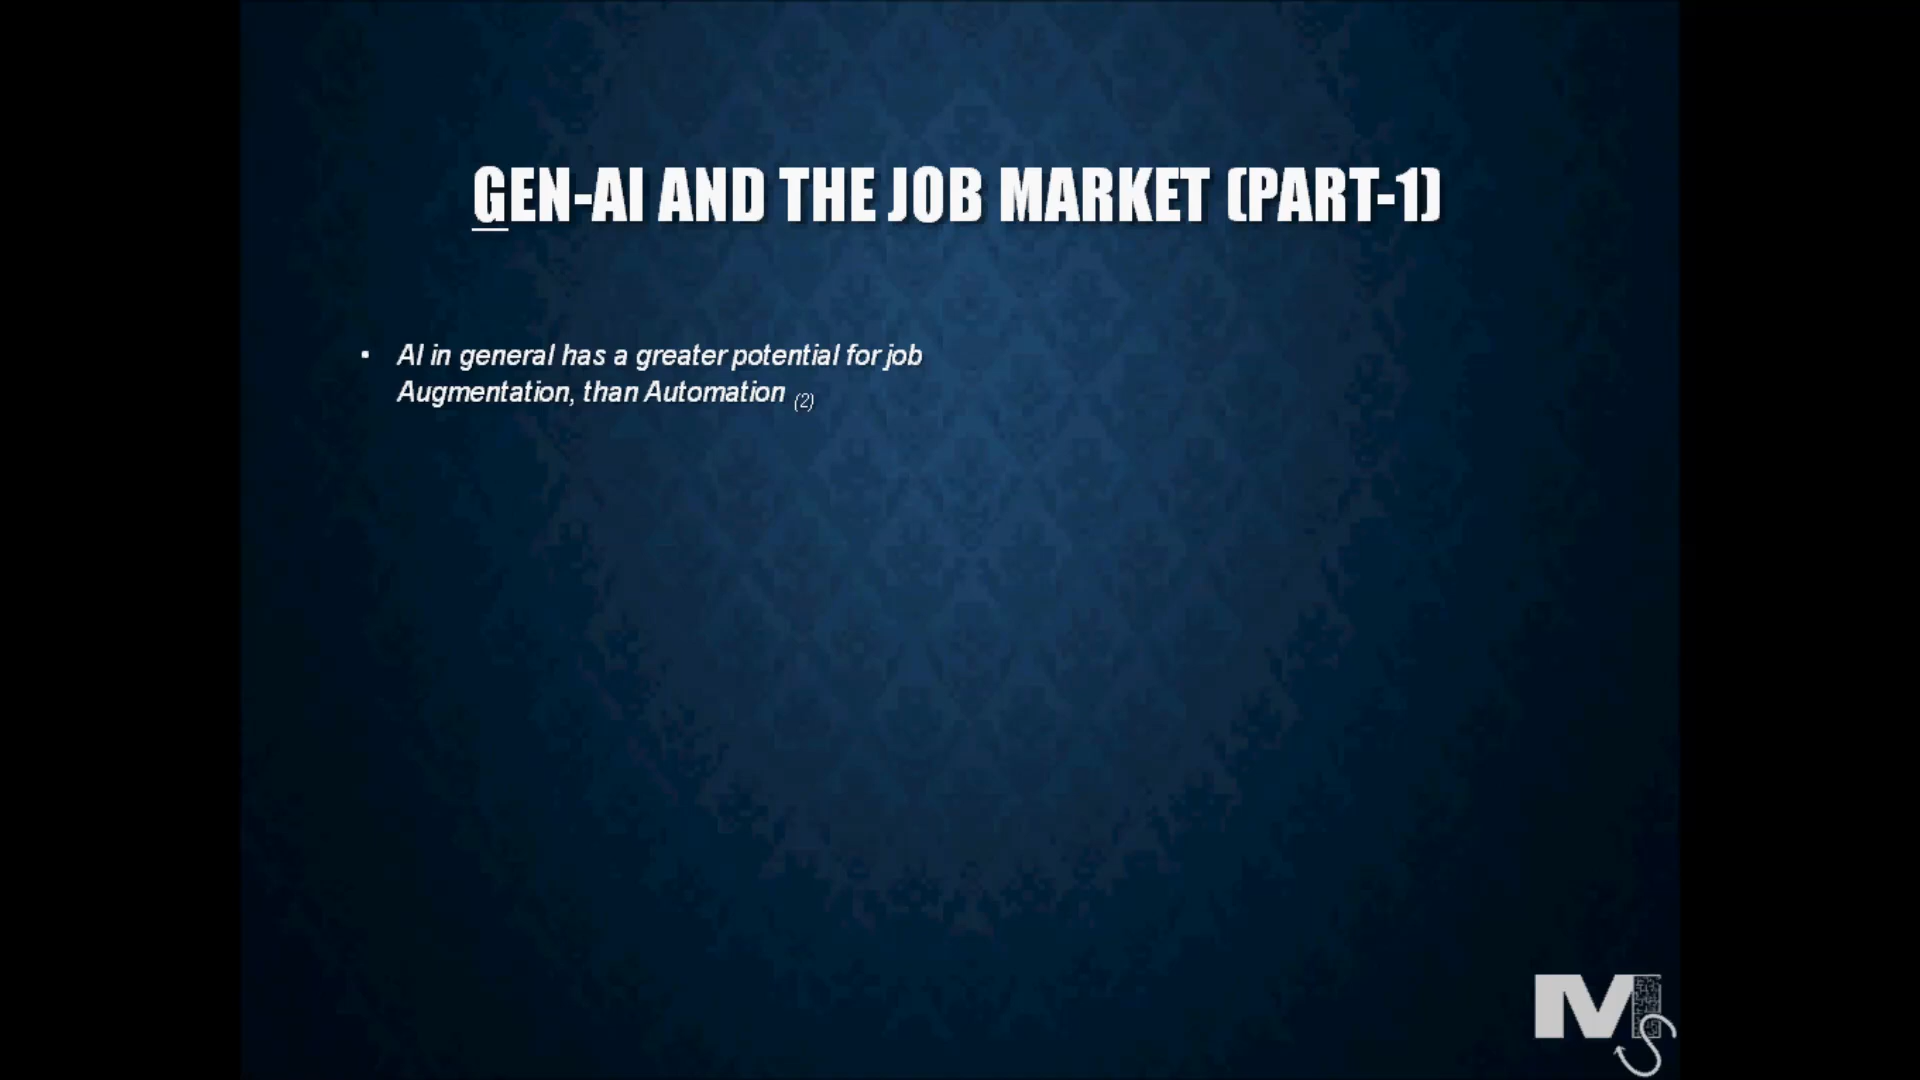 GEN-AI AND THE JOB MARKET (PART-1)
• AI in general has a greater potential for job
Augmentation, than Automation (2)
MS